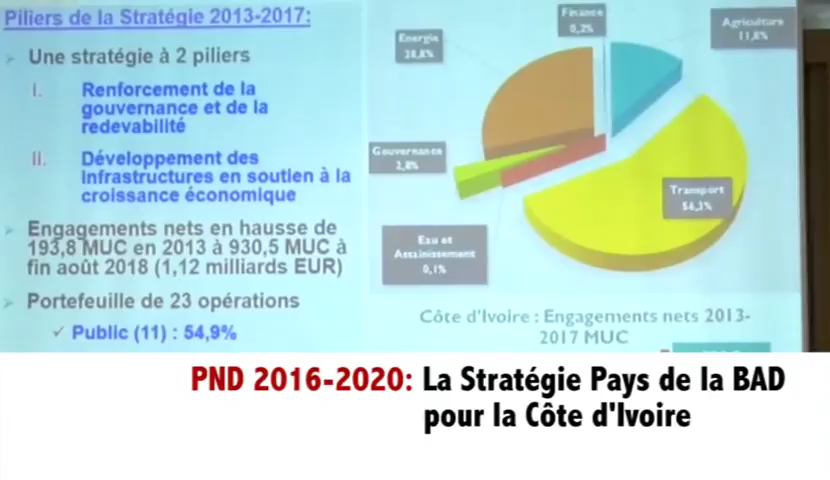 Piliers de la Stratégie 2013-2017:
Une stratégie à 2 piliers
I. Renforcement de la
gouvernance et de la
redevabilité
II. Développement des
infrastructures en soutien à la
croissance économique
Engagements nets en hausse de
193,8 MUC en 2013 à 930,5 MUC à
fin août 2018 (1,12 milliards EUR)
Portefeuille de 23 opérations
✓ Public (11) : 54,9%
Finance
0,2%
Agriculture
11,8%
Energie
28,8%
Gouvernance
2,8%
Transport
56,3%
Eau et
Assainissement
0,1%
Côte d'Ivoire : Engagements nets 2013-
2017 MUC
PND 2016-2020: La Stratégie Pays de la BAD
pour la Côte d'Ivoire